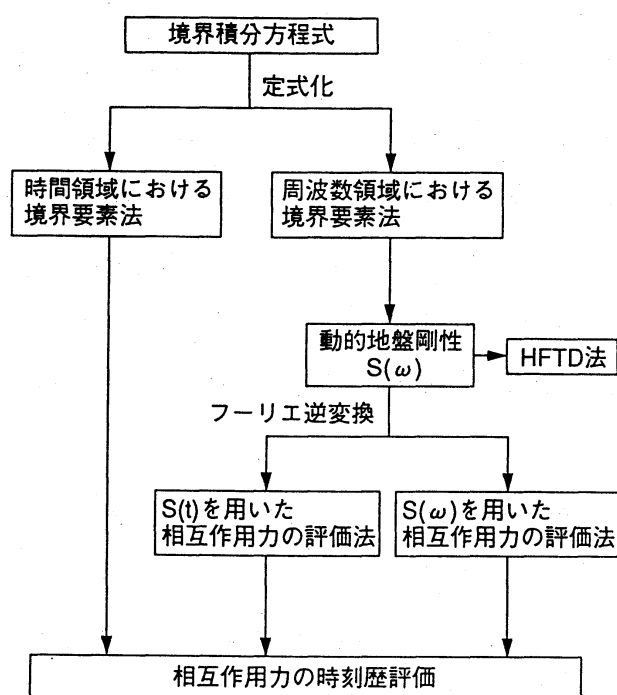 境界積分方程式
定式化
時間領域における
境界要素法
周波数領域における
境界要素法
動的地盤剛性
S(ω)
HFTD法
フーリエ逆変換
S(t)を用いた
相互作用力の評価法
S(ω)を用いた
相互作用力の評価法
相互作用力の時刻歴評価